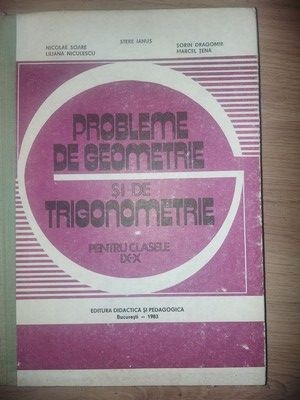 STERE IANUS
NICOLAE SOARE SORIN DRAGOMIR
LILIANA NICULESCU MARCEL ȚENA
PROBLEME
DE GEOMETRIE
ȘI DE
TRIGONOMETRIE
PENTRU CLASELE
IX-X
EDITURA DIDACTICĂ ȘI PEDAGOGICĂ
București — 1983